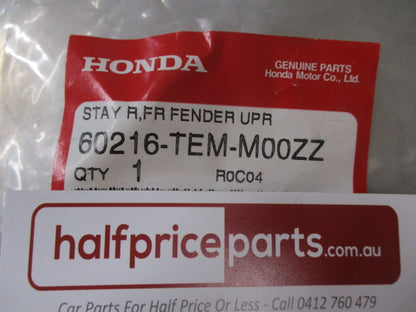 HONDA
GENUINE PARTS
Honda Motor Co., Ltd.
STAY R,FR FENDER UPR
60216-TEM-M00ZZ
QTY 1 R0C04
halfpriceparts.com.au
Car Parts For Half Price Or Less - Call 0412 760 479